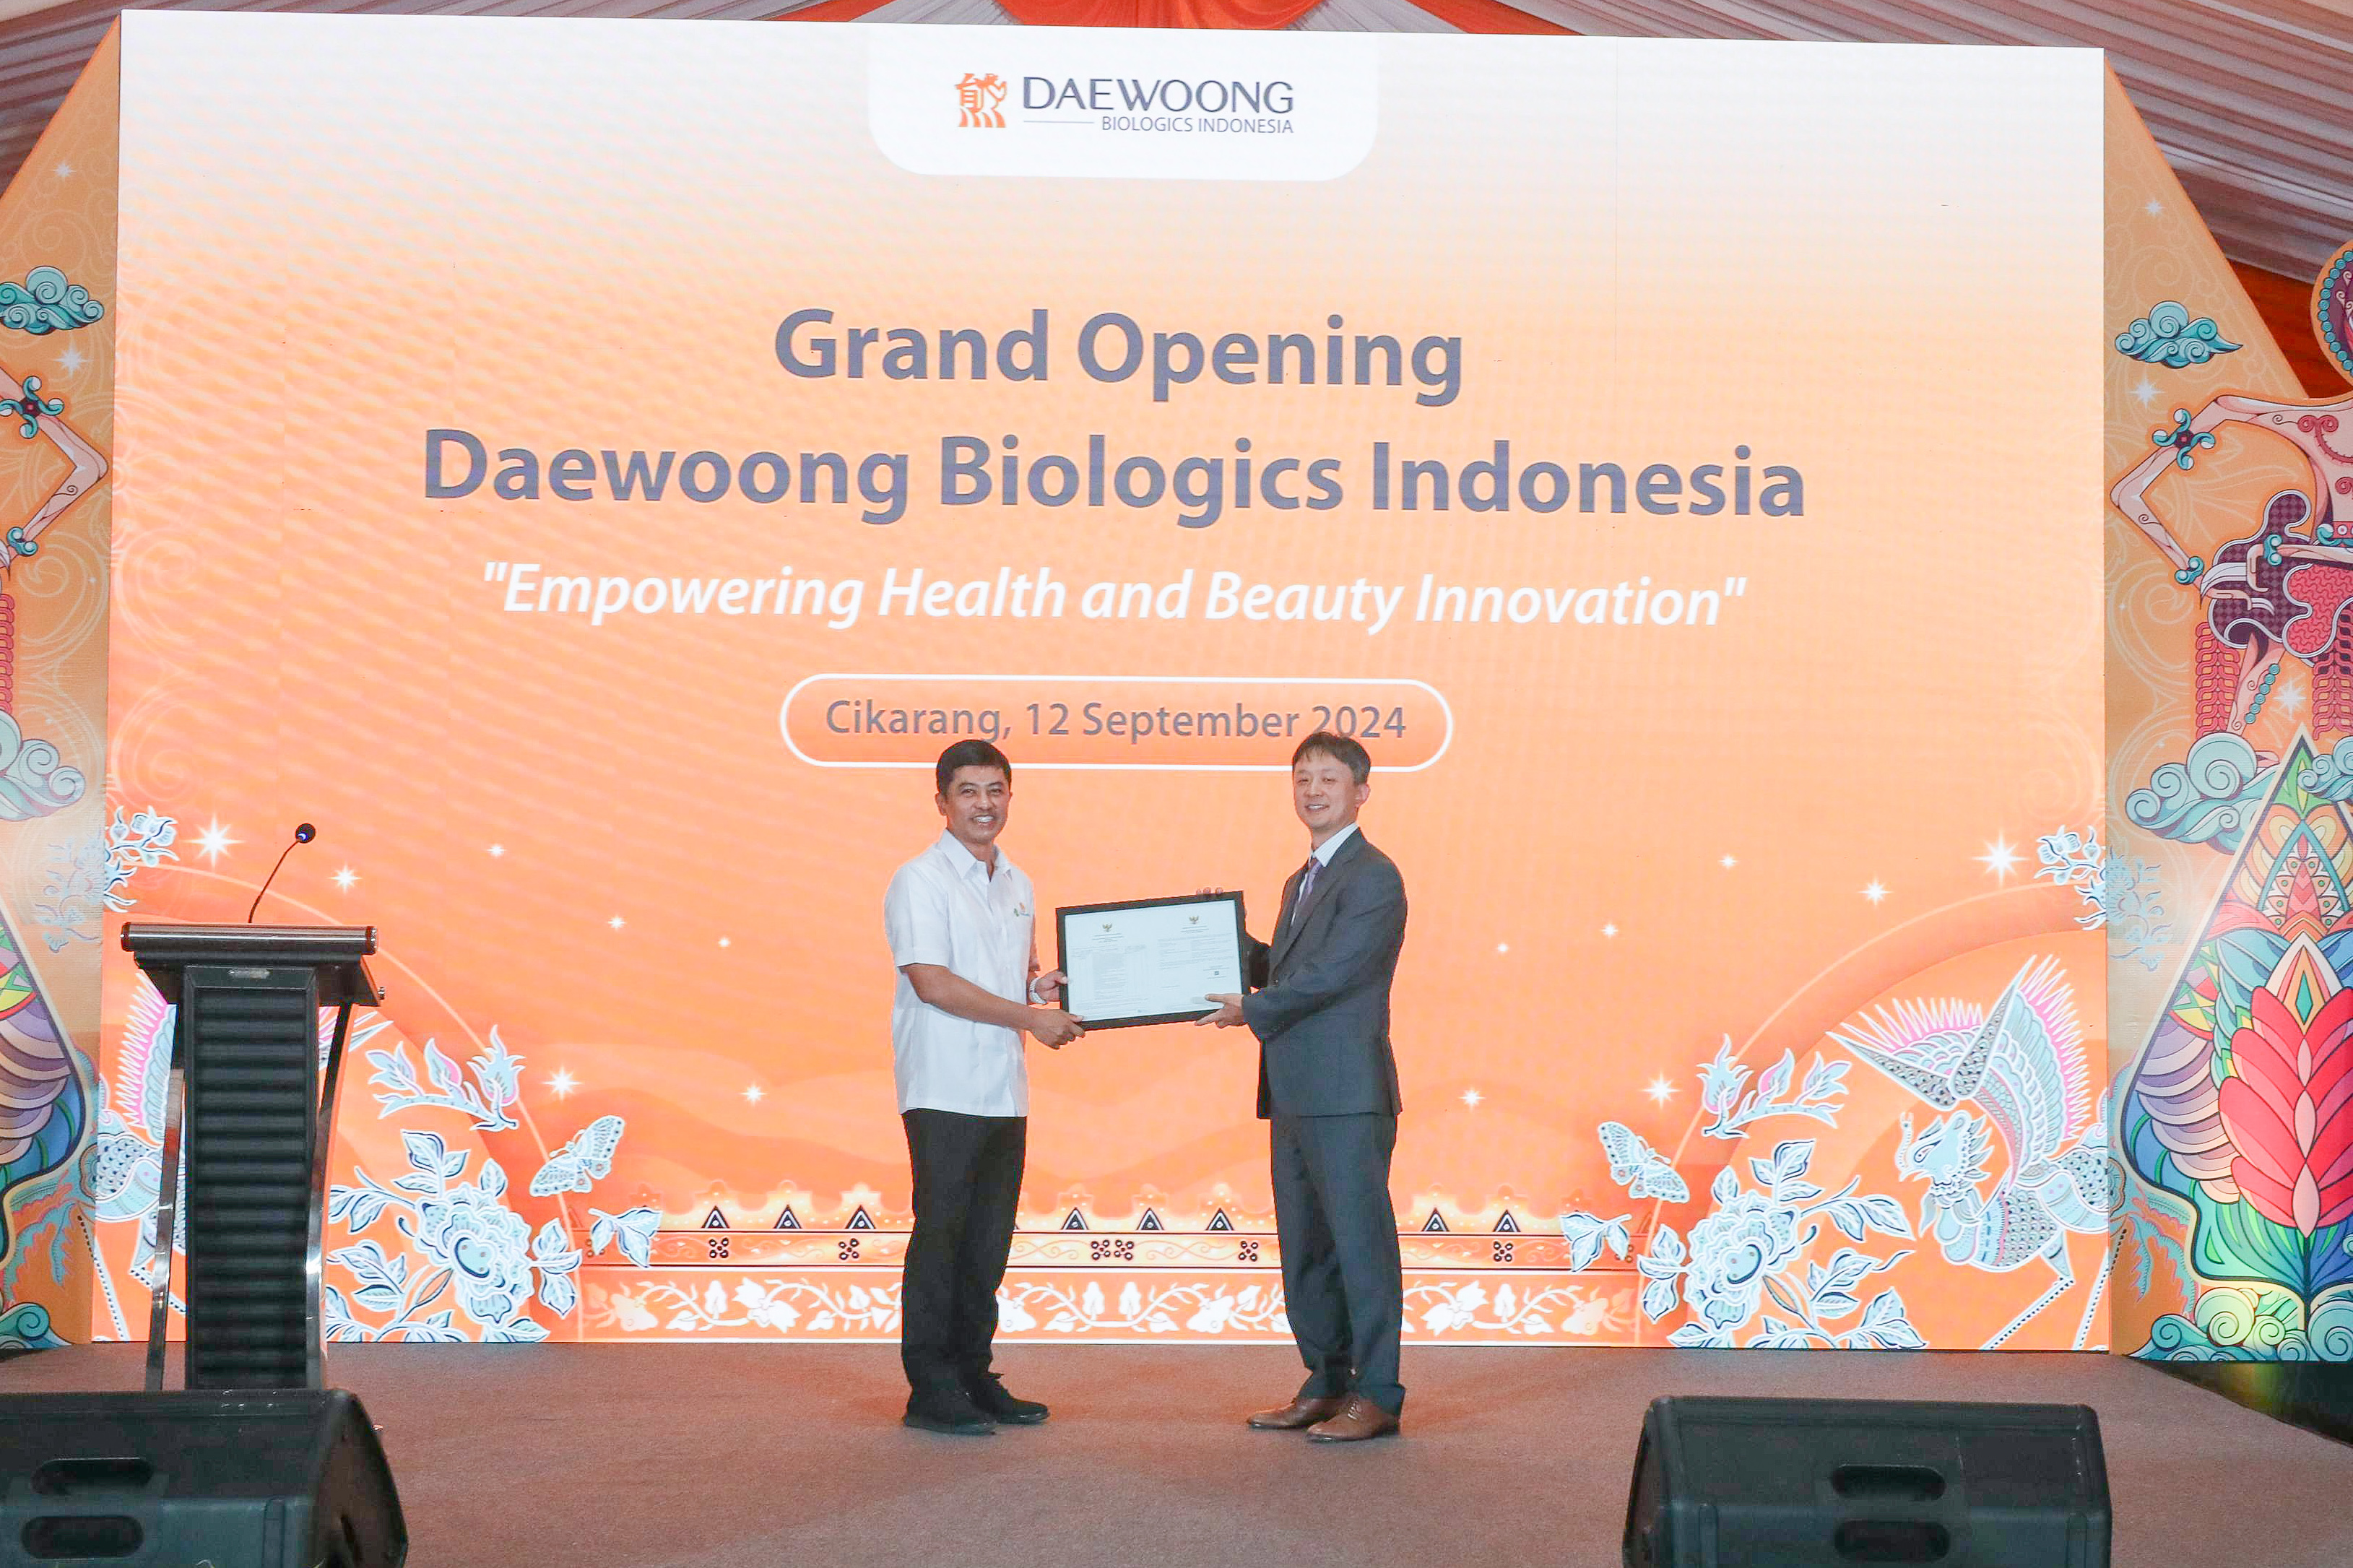 DAEWOONG
BIOLOGICS INDONESIA
Grand Opening
Daewoong Biologics Indonesia
"Empowering Health and Beauty Innovation"
Cikarang, 12 September 2024